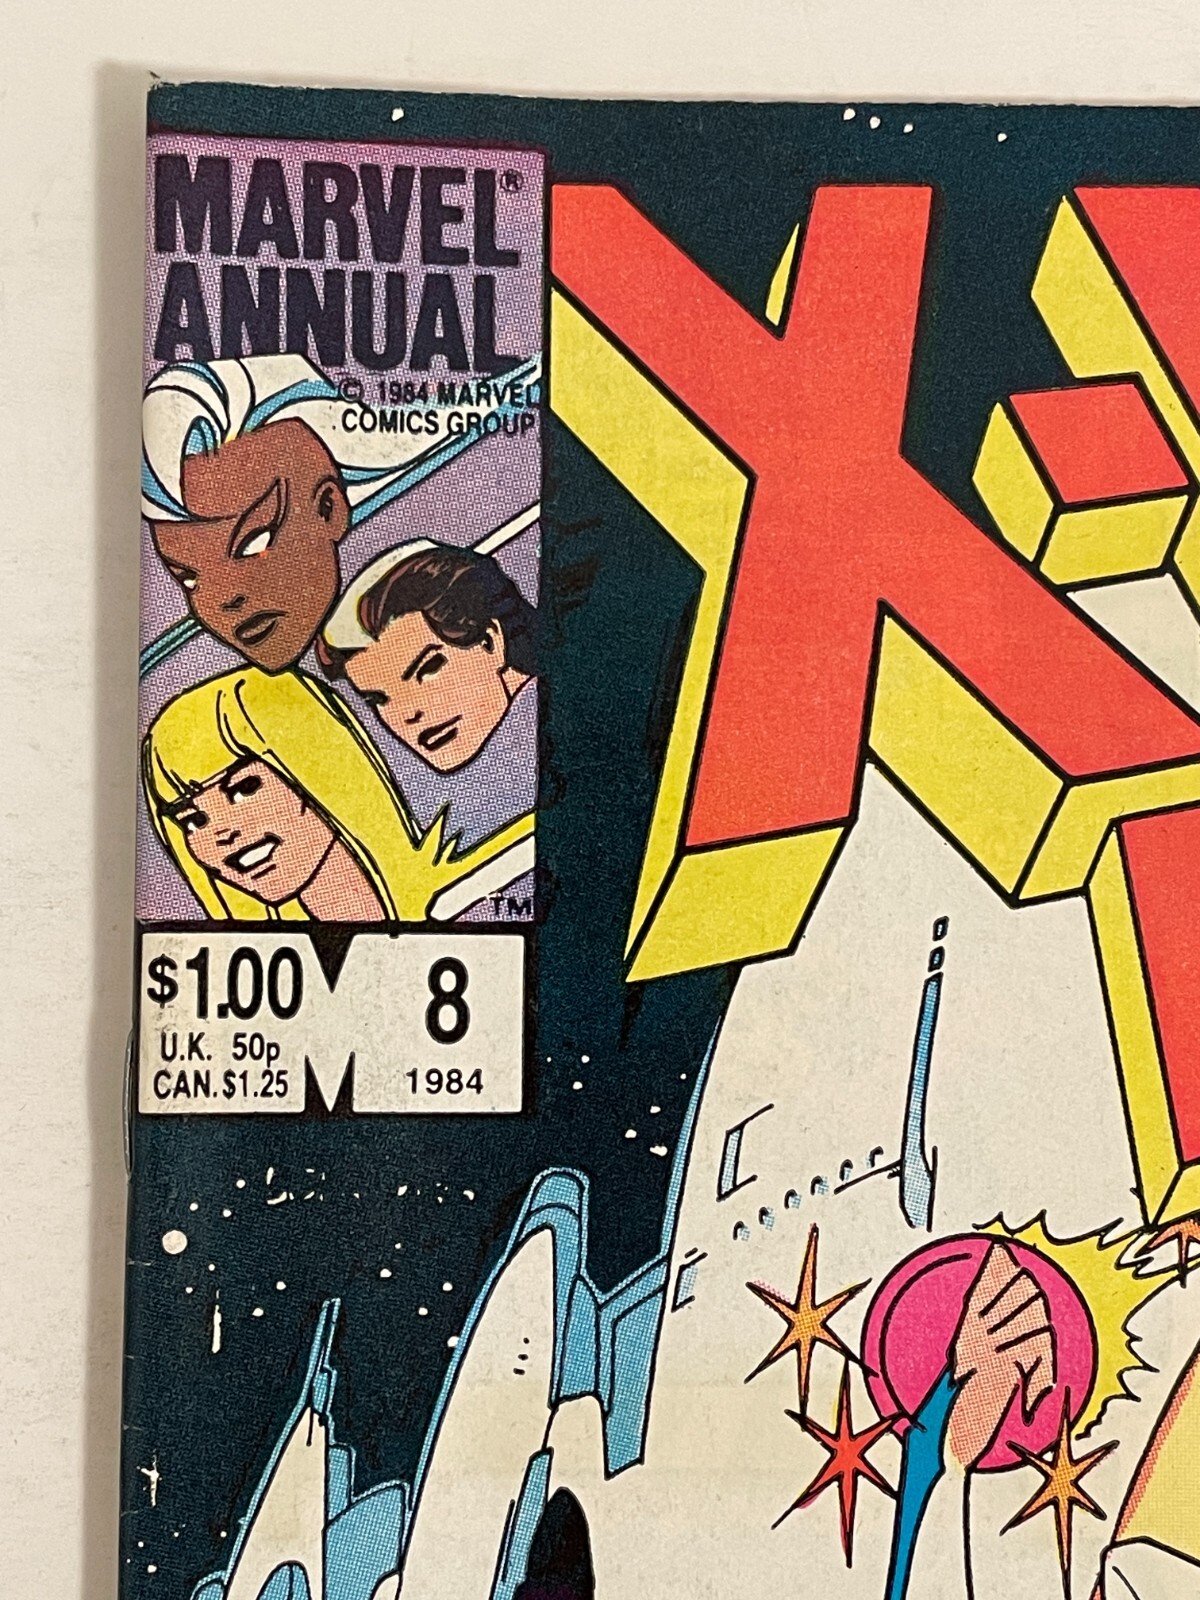 MARVEL®
ANNUAL
© 1984 MARVEL
COMICS GROUP
TM
$1.00
U.K. 50p
CAN. $1.25
8
1984
X-